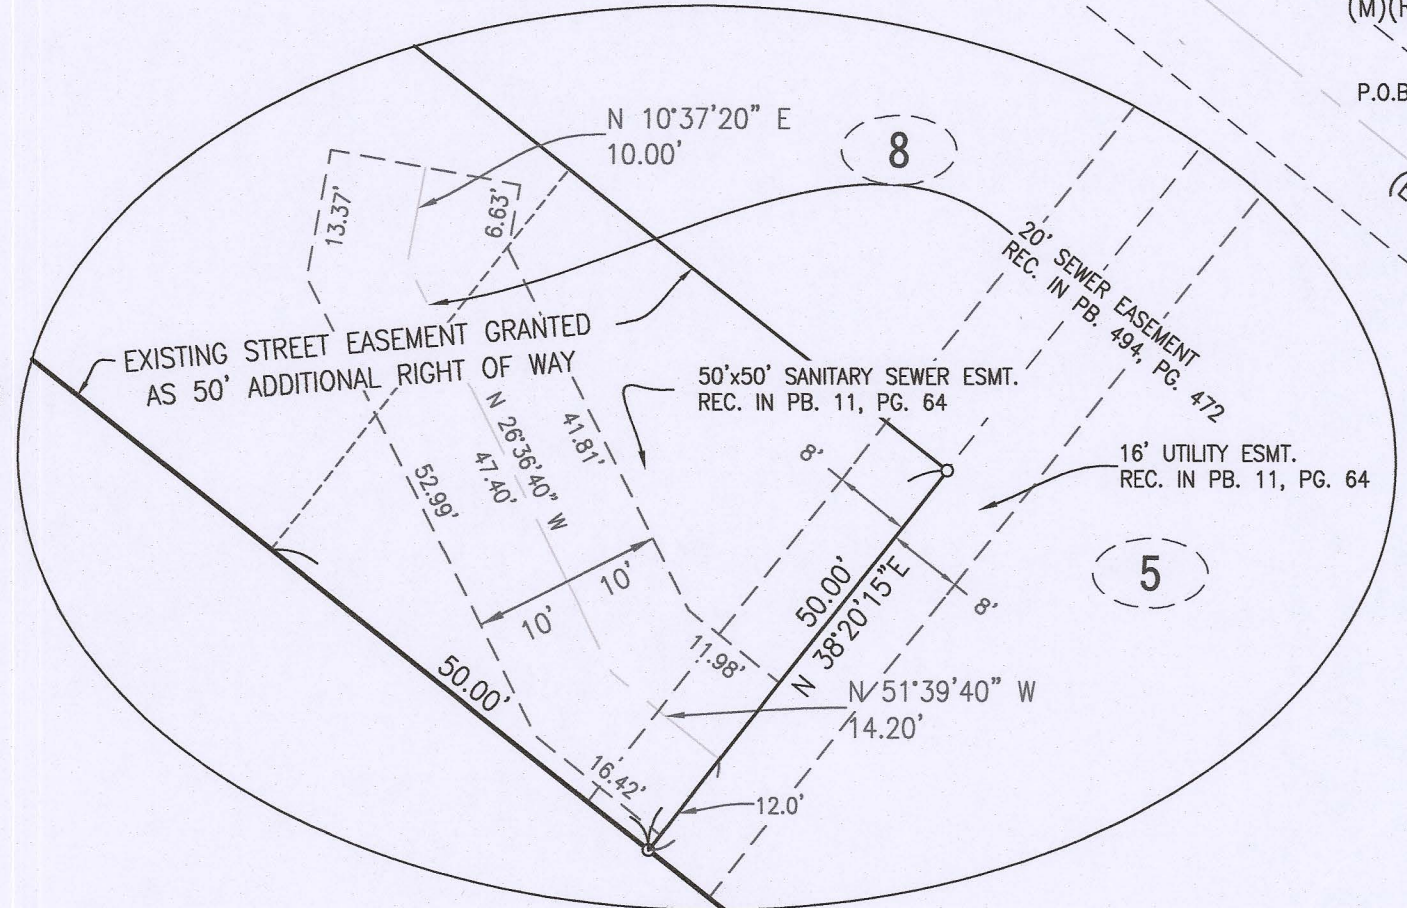 (M)(
P.O.B
N 10°37'20" E
10.00'
8
13.37'
6.63'
20' SEWER EASEMENT
REC. IN PB. 494, PG. 472
EXISTING STREET EASEMENT GRANTED
AS 50' ADDITIONAL RIGHT OF WAY
50'x50' SANITARY SEWER ESMT.
REC. IN PB. 11, PG. 64
N 26°36'40" W
47.40'
41.81'
52.99'
8'
16' UTILITY ESMT.
REC. IN PB. 11, PG. 64
5
10'
10'
50.00'
N 38°20'15"E
8'
11.98'
50.00'
N 51°39'40" W
14.20'
16.42'
12.0'